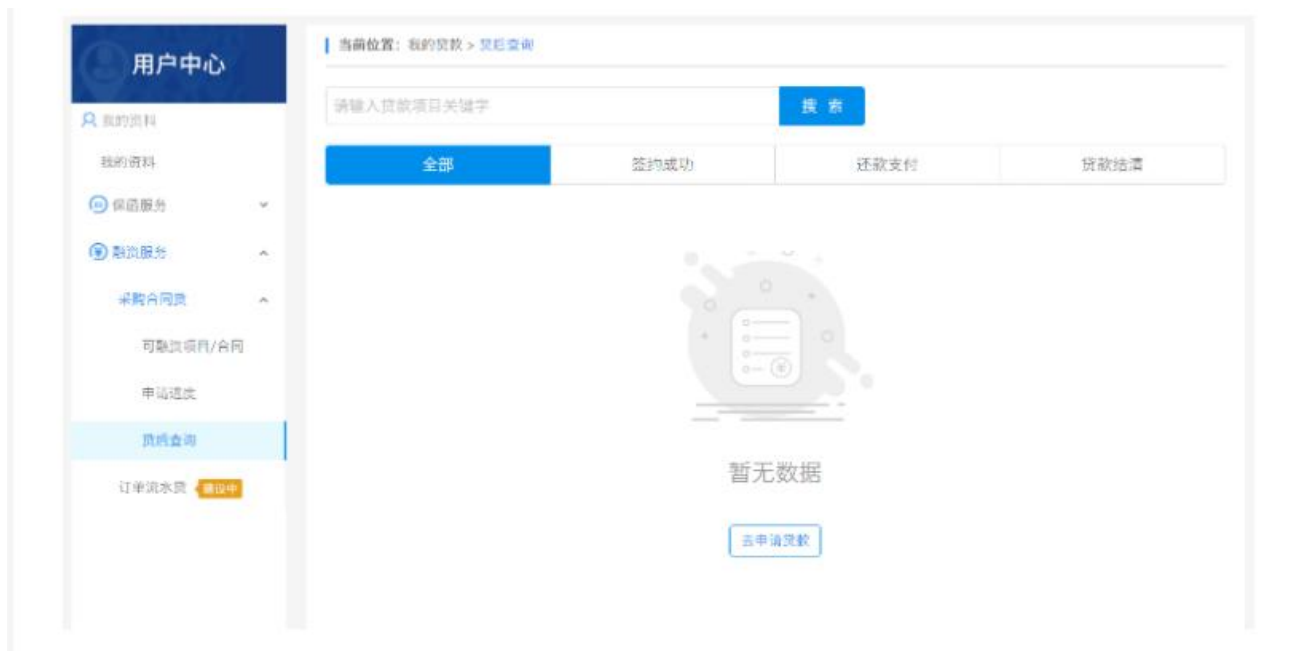 用户中心
我的资料
我的资料
保函服务
融资服务
采购合同贷
可融资项目/合同
申请进度
贷后查询
订单流水贷 建设中
当前位置：我的贷款 > 贷后查询
请输入贷款项目关键字 搜 索
全部 签约成功 还款支付 贷款结清
暂无数据
去申请贷款